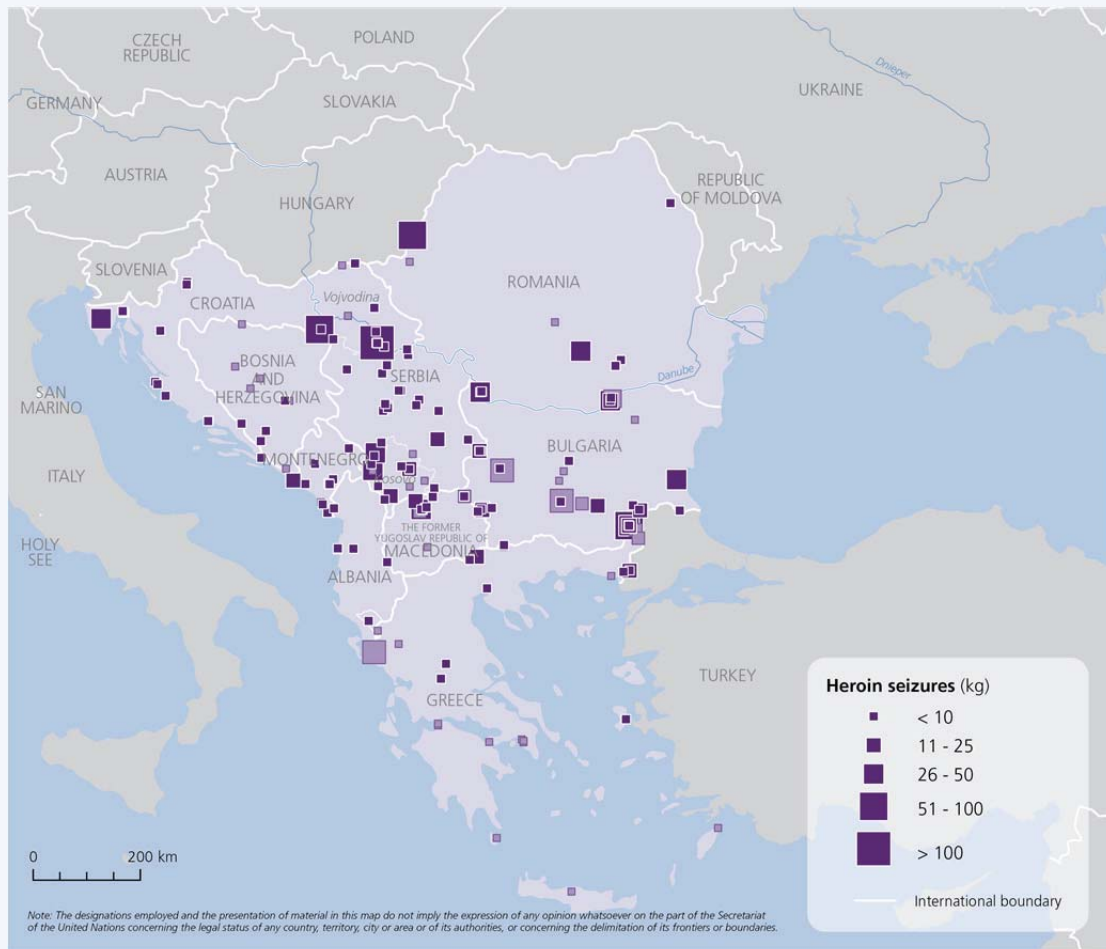 CZECH
REPUBLIC
POLAND
Dnieper
UKRAINE
GERMANY
SLOVAKIA
AUSTRIA
REPUBLIC
OF MOLDOVA
HUNGARY
SLOVENIA
ROMANIA
CROATIA
Vojvodina
BOSNIA
AND
HERZEGOVINA
SERBIA
Danube
SAN
MARINO
ITALY
MONTENEGRO
BULGARIA
Kosovo
THE FORMER
YUGOSLAV REPUBLIC OF
MACEDONIA
HOLY
SEE
ALBANIA
GREECE
TURKEY
Heroin seizures (kg)
< 10
11 - 25
26 - 50
51 - 100
> 100
International boundary
0 200 km
Note: The designations employed and the presentation of material in this map do not imply the expression of any opinion whatsoever on the part of the Secretariat
of the United Nations concerning the legal status of any country, territory, city or area or of its authorities, or concerning the delimitation of its frontiers or boundaries.